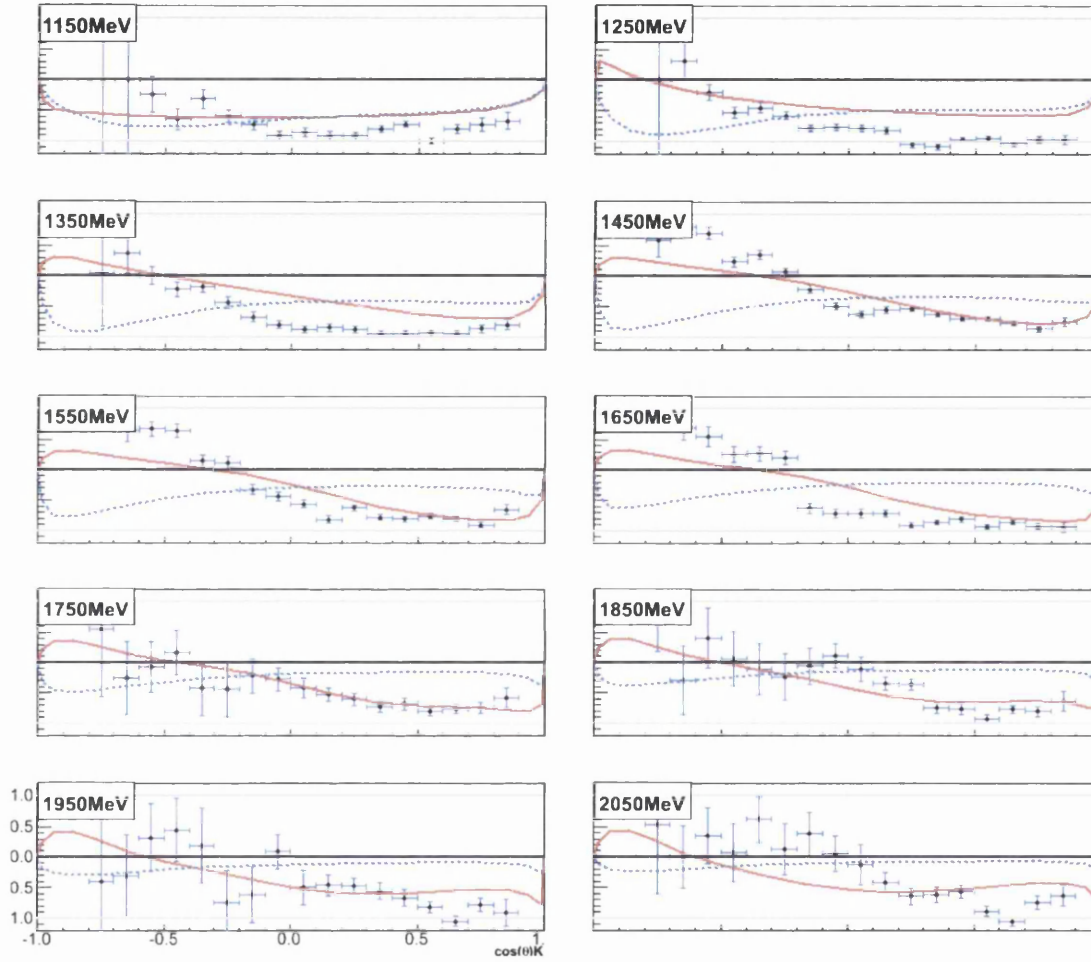 1150MeV 1250MeV
1350MeV 1450MeV
1550MeV 1650MeV
1750MeV 1850MeV
1950MeV 2050MeV
1.0
0.5
0.0
0.5
1.0
-1.0 -0.5 0.0 0.5 1
cos(θ)K